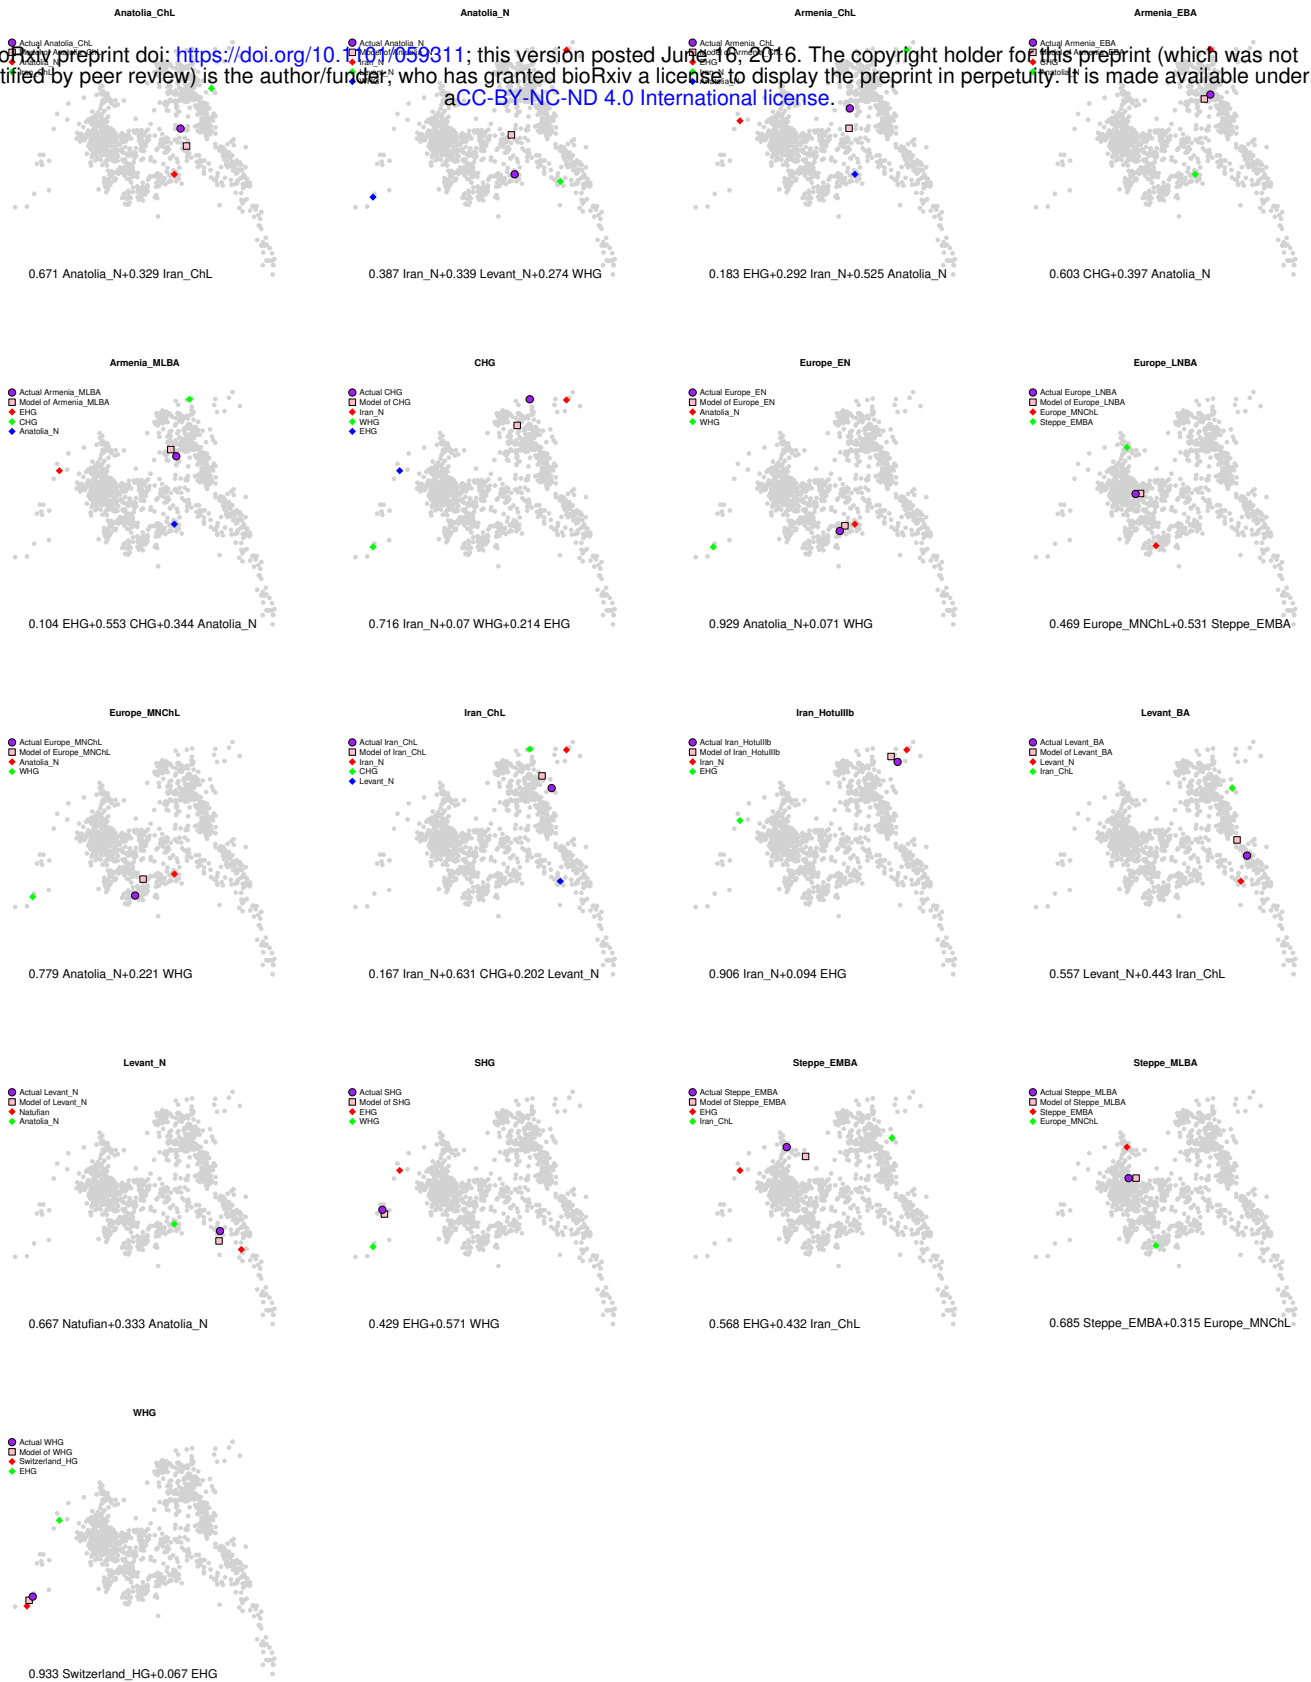 Anatolia_ChL
Anatolia_N
Armenia_ChL
Armenia_EBA
preprint doi: https://doi.org/10.1101/059311; this version posted June 16, 2016. The copyright holder for this preprint (which was not
tified by peer review) is the author/funder, who has granted bioRxiv a license to display the preprint in perpetuity. It is made available under
aCC-BY-NC-ND 4.0 International license.
Actual Anatolia_ChL
Actual Anatolia_N
Actual Armenia_ChL
Actual Armenia_EBA
0.671 Anatolia_N+0.329 Iran_ChL
0.387 Iran_N+0.339 Levant_N+0.274 WHG
0.183 EHG+0.292 Iran_N+0.525 Anatolia_N
0.603 CHG+0.397 Anatolia_N
Armenia_MLBA
Actual Armenia_MLBA
Model of Armenia_MLBA
EHG
CHG
Anatolia_N
0.104 EHG+0.553 CHG+0.344 Anatolia_N
CHG
Actual CHG
Model of CHG
Iran_N
WHG
EHG
0.716 Iran_N+0.07 WHG+0.214 EHG
Europe_EN
Actual Europe_EN
Model of Europe_EN
Anatolia_N
WHG
0.929 Anatolia_N+0.071 WHG
Europe_LNBA
Actual Europe_LNBA
Model of Europe_LNBA
Europe_MNChL
Steppe_EMBA
0.469 Europe_MNChL+0.531 Steppe_EMBA
Europe_MNChL
Actual Europe_MNChL
Model of Europe_MNChL
Anatolia_N
WHG
0.779 Anatolia_N+0.221 WHG
Iran_ChL
Actual Iran_ChL
Model of Iran_ChL
Iran_N
CHG
Levant_N
0.167 Iran_N+0.631 CHG+0.202 Levant_N
Iran_HotuIIIb
Actual Iran_HotuIIIb
Model of Iran_HotuIIIb
Iran_N
EHG
0.906 Iran_N+0.094 EHG
Levant_BA
Actual Levant_BA
Model of Levant_BA
Levant_N
Iran_ChL
0.557 Levant_N+0.443 Iran_ChL
Levant_N
Actual Levant_N
Model of Levant_N
Natufian
Anatolia_N
0.667 Natufian+0.333 Anatolia_N
SHG
Actual SHG
Model of SHG
EHG
WHG
0.429 EHG+0.571 WHG
Steppe_EMBA
Actual Steppe_EMBA
Model of Steppe_EMBA
EHG
Iran_ChL
0.568 EHG+0.432 Iran_ChL
Steppe_MLBA
Actual Steppe_MLBA
Model of Steppe_MLBA
Steppe_EMBA
Europe_MNChL
0.685 Steppe_EMBA+0.315 Europe_MNChL
WHG
Actual WHG
Model of WHG
Switzerland_HG
EHG
0.933 Switzerland_HG+0.067 EHG